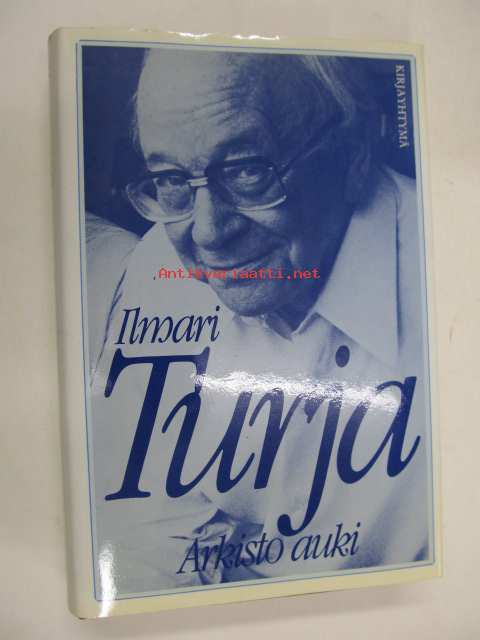 KIRJAYHTYMÄ
Antikvariaatti.net
Ilmari
Turja
Arkisto auki